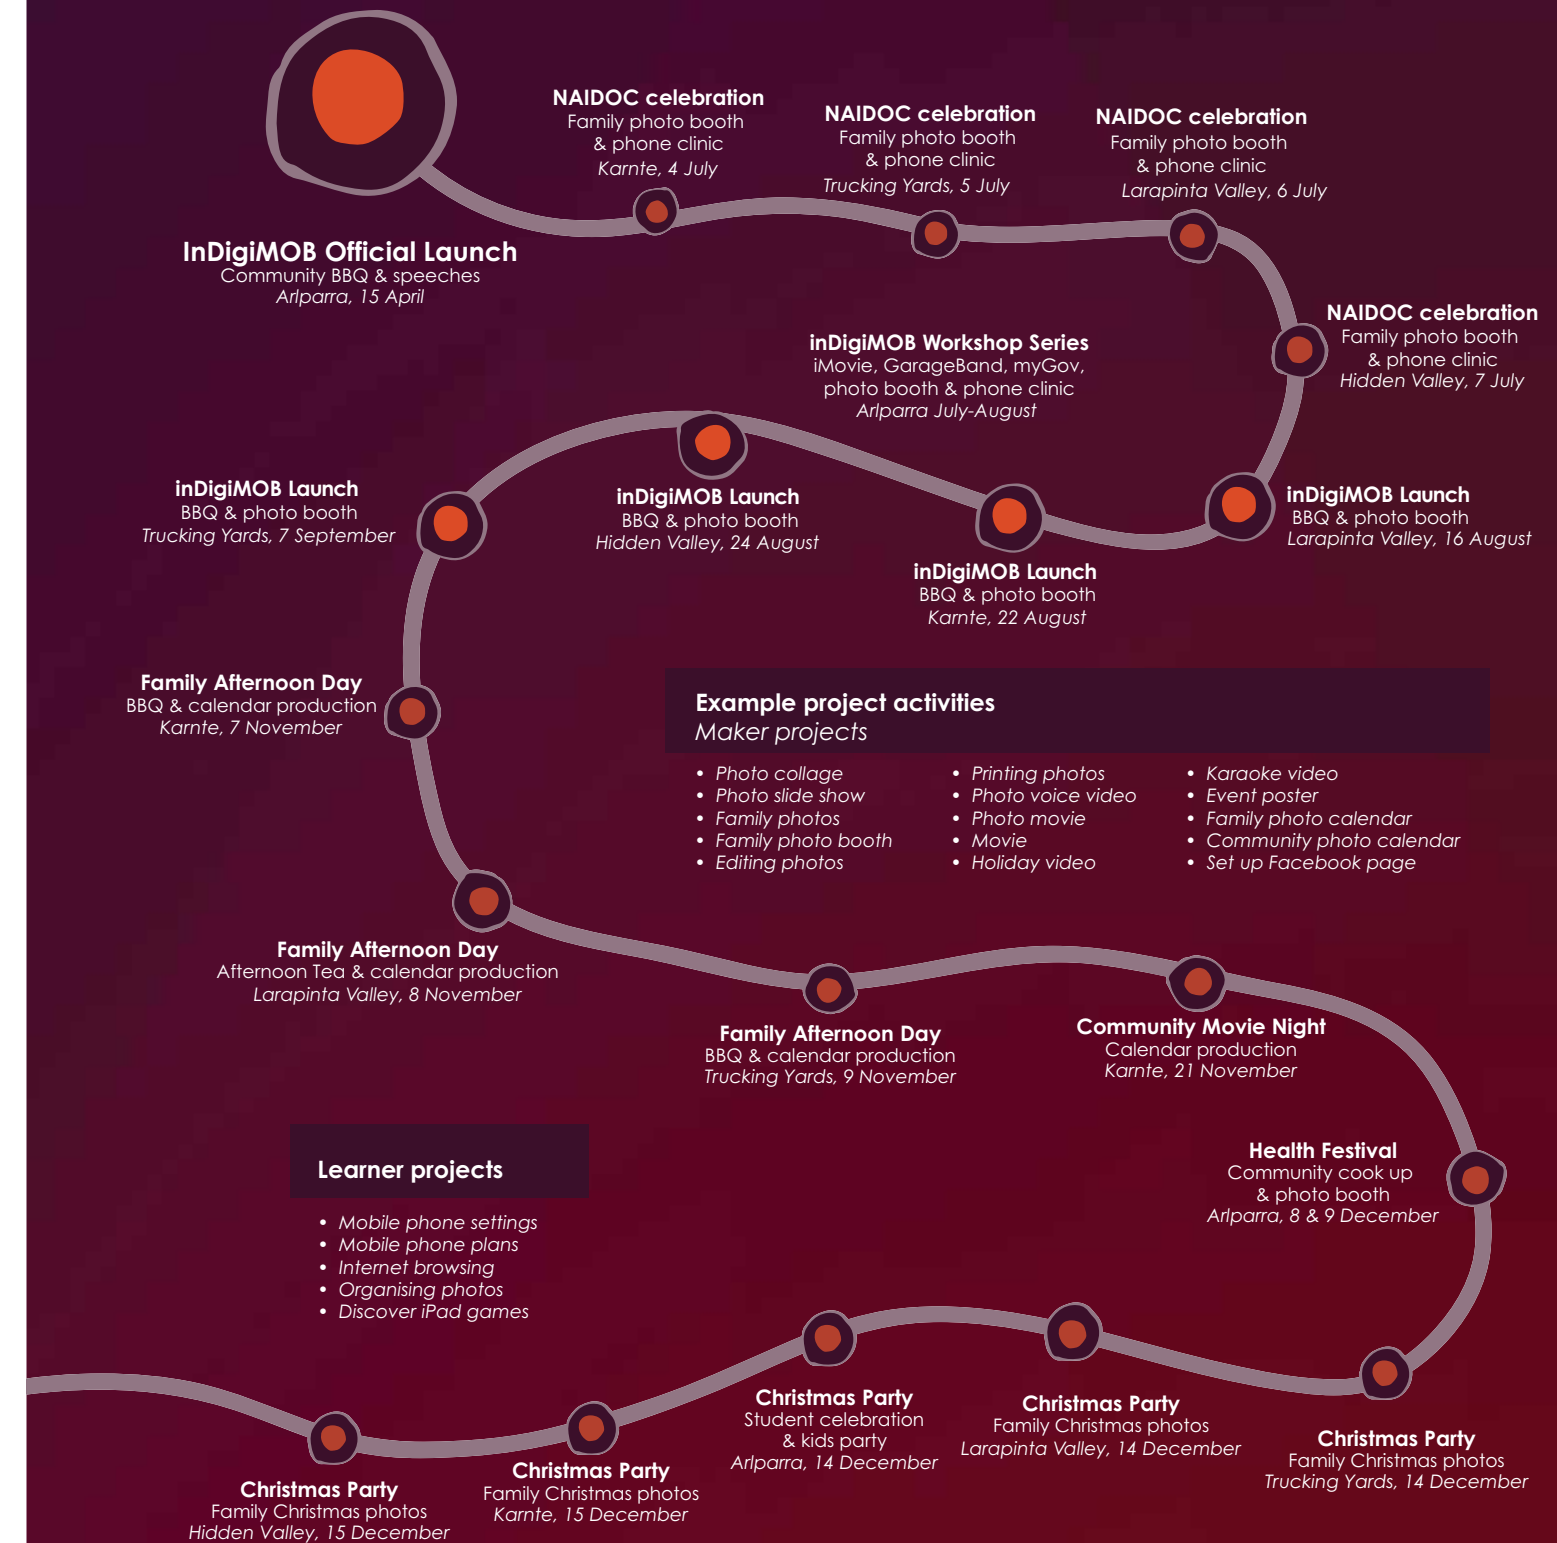 InDigiMOB Official Launch
Community BBQ & speeches
Arlparra, 15 April
NAIDOC celebration
Family photo booth
& phone clinic
Karnte, 4 July
NAIDOC celebration
Family photo booth
& phone clinic
Trucking Yards, 5 July
NAIDOC celebration
Family photo booth
& phone clinic
Larapinta Valley, 6 July
NAIDOC celebration
Family photo booth
& phone clinic
Hidden Valley, 7 July
inDigiMOB Workshop Series
iMovie, GarageBand, myGov,
photo booth & phone clinic
Arlparra July-August
inDigiMOB Launch
BBQ & photo booth
Larapinta Valley, 16 August
inDigiMOB Launch
BBQ & photo booth
Karnte, 22 August
inDigiMOB Launch
BBQ & photo booth
Hidden Valley, 24 August
inDigiMOB Launch
BBQ & photo booth
Trucking Yards, 7 September
Family Afternoon Day
BBQ & calendar production
Karnte, 7 November
Example project activities
Maker projects
• Photo collage
• Photo slide show
• Family photos
• Family photo booth
• Editing photos
• Printing photos
• Photo voice video
• Photo movie
• Movie
• Holiday video
• Karaoke video
• Event poster
• Family photo calendar
• Community photo calendar
• Set up Facebook page
Family Afternoon Day
Afternoon Tea & calendar production
Larapinta Valley, 8 November
Family Afternoon Day
BBQ & calendar production
Trucking Yards, 9 November
Community Movie Night
Calendar production
Karnte, 21 November
Health Festival
Community cook up
& photo booth
Arlparra, 8 & 9 December
Learner projects
• Mobile phone settings
• Mobile phone plans
• Internet browsing
• Organising photos
• Discover iPad games
Christmas Party
Family Christmas photos
Trucking Yards, 14 December
Christmas Party
Family Christmas photos
Larapinta Valley, 14 December
Christmas Party
Student celebration
& kids party
Arlparra, 14 December
Christmas Party
Family Christmas photos
Karnte, 15 December
Christmas Party
Family Christmas photos
Hidden Valley, 15 December